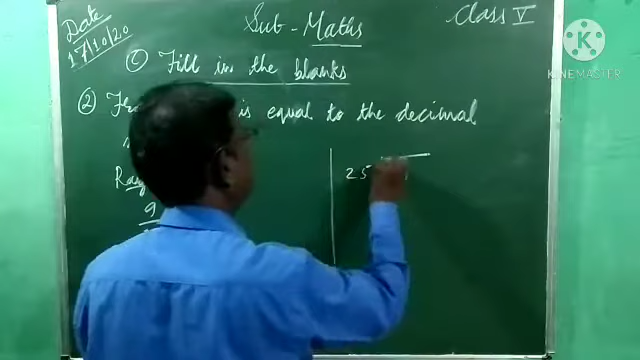 Date
17/10/20
Sub - Maths
Class V
KINEMASTER
(c) Fill in the blanks
(2) is equal to the decimal
9
25